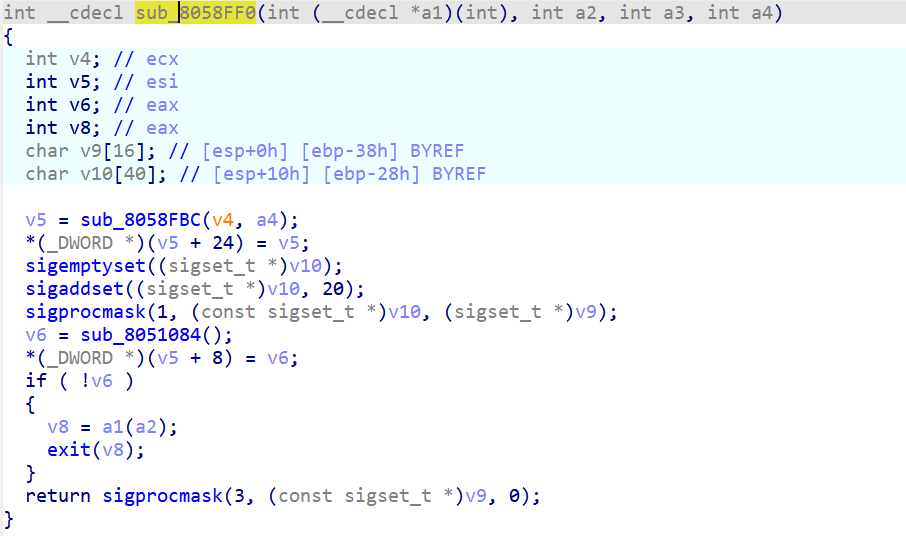 int __cdecl sub_8058FF0(int (__cdecl *a1)(int), int a2, int a3, int a4)
{
  int v4; // ecx
  int v5; // esi
  int v6; // eax
  int v8; // eax
  char v9[16]; // [esp+0h] [ebp-38h] BYREF
  char v10[40]; // [esp+10h] [ebp-28h] BYREF

  v5 = sub_8058FBC(v4, a4);
  *(_DWORD *)(v5 + 24) = v5;
  sigemptyset((sigset_t *)v10);
  sigaddset((sigset_t *)v10, 20);
  sigprocmask(1, (const sigset_t *)v10, (sigset_t *)v9);
  v6 = sub_8051084();
  *(_DWORD *)(v5 + 8) = v6;
  if ( !v6 )
  {
    v8 = a1(a2);
    exit(v8);
  }
  return sigprocmask(3, (const sigset_t *)v9, 0);
}